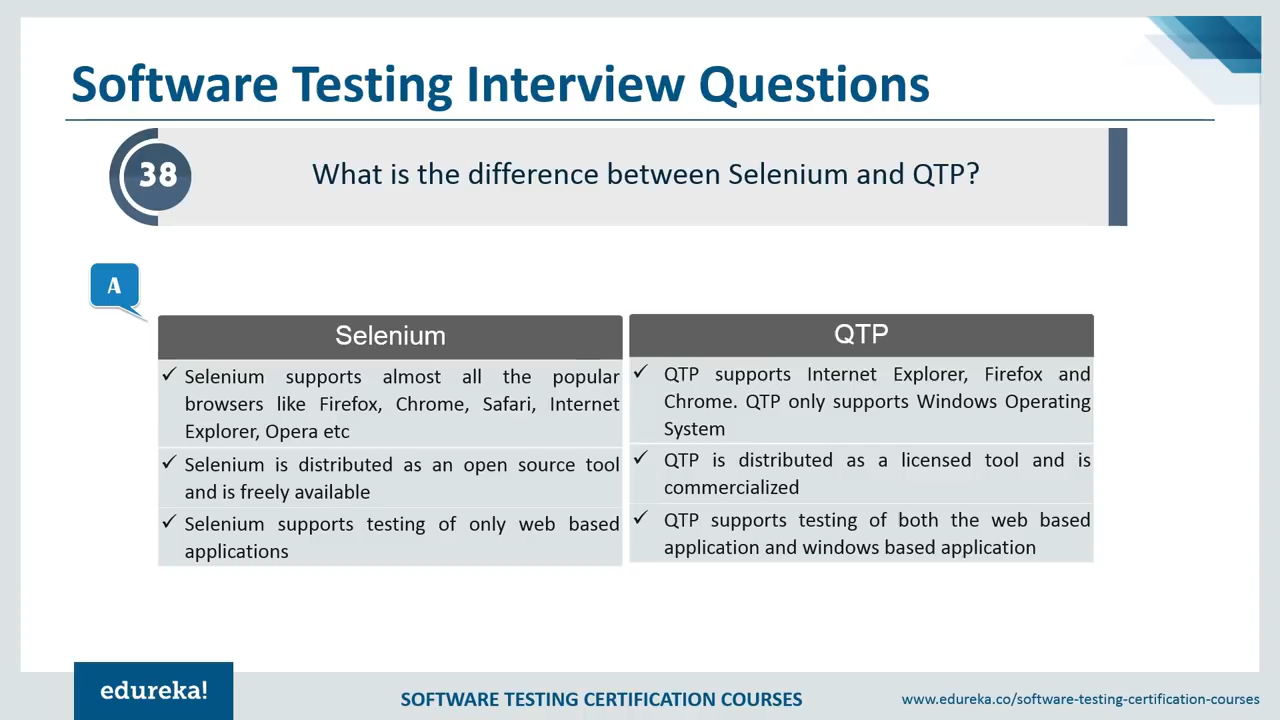 Software Testing Interview Questions
38
What is the difference between Selenium and QTP?
A
Selenium
✓ Selenium supports almost all the popular
browsers like Firefox, Chrome, Safari, Internet
Explorer, Opera etc
✓ Selenium is distributed as an open source tool
and is freely available
✓ Selenium supports testing of only web based
applications
QTP
✓ QTP supports Internet Explorer, Firefox and
Chrome. QTP only supports Windows Operating
System
✓ QTP is distributed as a licensed tool and is
commercialized
✓ QTP supports testing of both the web based
application and windows based application
edureka!
SOFTWARE TESTING CERTIFICATION COURSES
www.edureka.co/software-testing-certification-courses